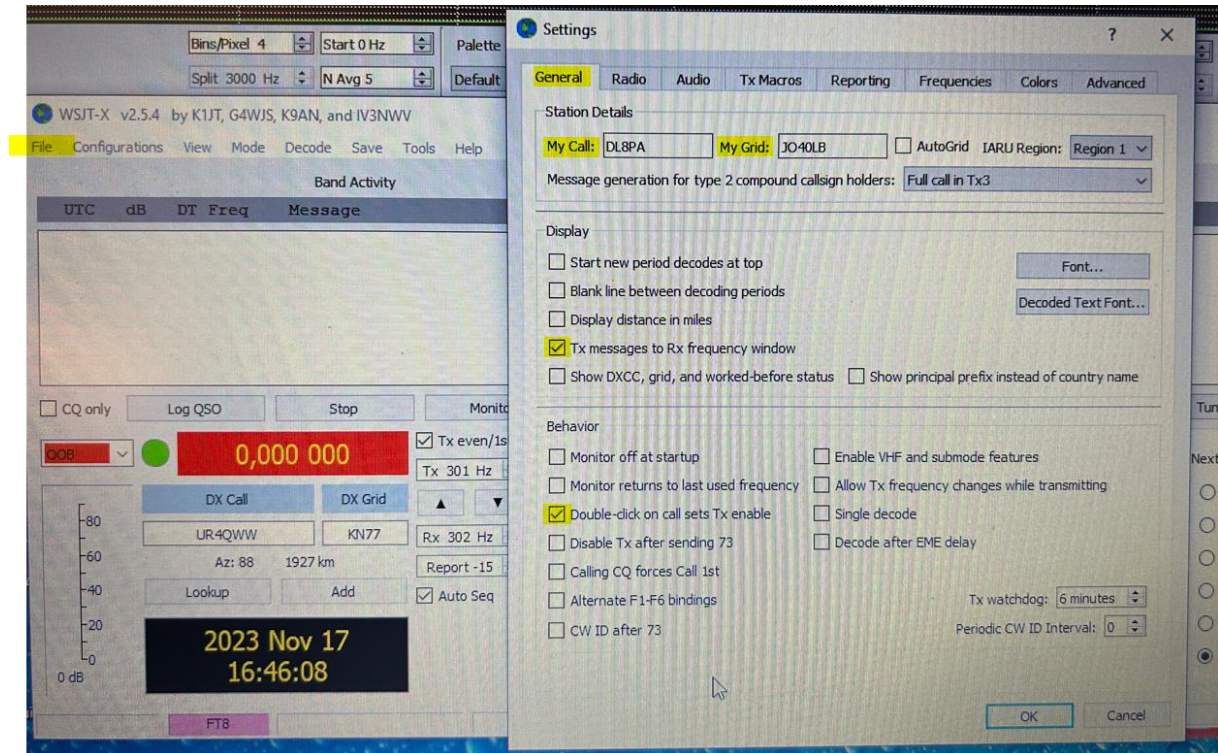 Bins/Pixel 4 Start 0 Hz Palette
Split 3000 Hz N Avg 5 Default
WSJT-X v2.5.4 by K1JT, G4WJS, K9AN, and IV3NWV
File Configurations View Mode Decode Save Tools Help
Band Activity
UTC dB DT Freq Message
CQ only Log QSO Stop Monito
OOB 0,000 000 Tx even/1s
Tx 301 Hz
DX Call DX Grid
UR4QWW KN77 Rx 302 Hz
Az: 88 1927 km Report -15
Lookup Add Auto Seq
-80
-60
-40
-20
-0
0 dB
2023 Nov 17
16:46:08
FT8
Settings ? ×
General Radio Audio Tx Macros Reporting Frequencies Colors Advanced
Station Details
My Call: DL8PA My Grid: JO40LB AutoGrid IARU Region: Region 1
Message generation for type 2 compound callsign holders: Full call in Tx3
Display
Start new period decodes at top Font...
Blank line between decoding periods Decoded Text Font...
Display distance in miles
Tx messages to Rx frequency window
Show DXCC, grid, and worked-before status Show principal prefix instead of country name
Behavior
Monitor off at startup Enable VHF and submode features
Monitor returns to last used frequency Allow Tx frequency changes while transmitting
Double-click on call sets Tx enable Single decode
Disable Tx after sending 73 Decode after EME delay
Calling CQ forces Call 1st
Alternate F1-F6 bindings Tx watchdog: 6 minutes
CW ID after 73 Periodic CW ID Interval: 0
OK Cancel
Tun
Next